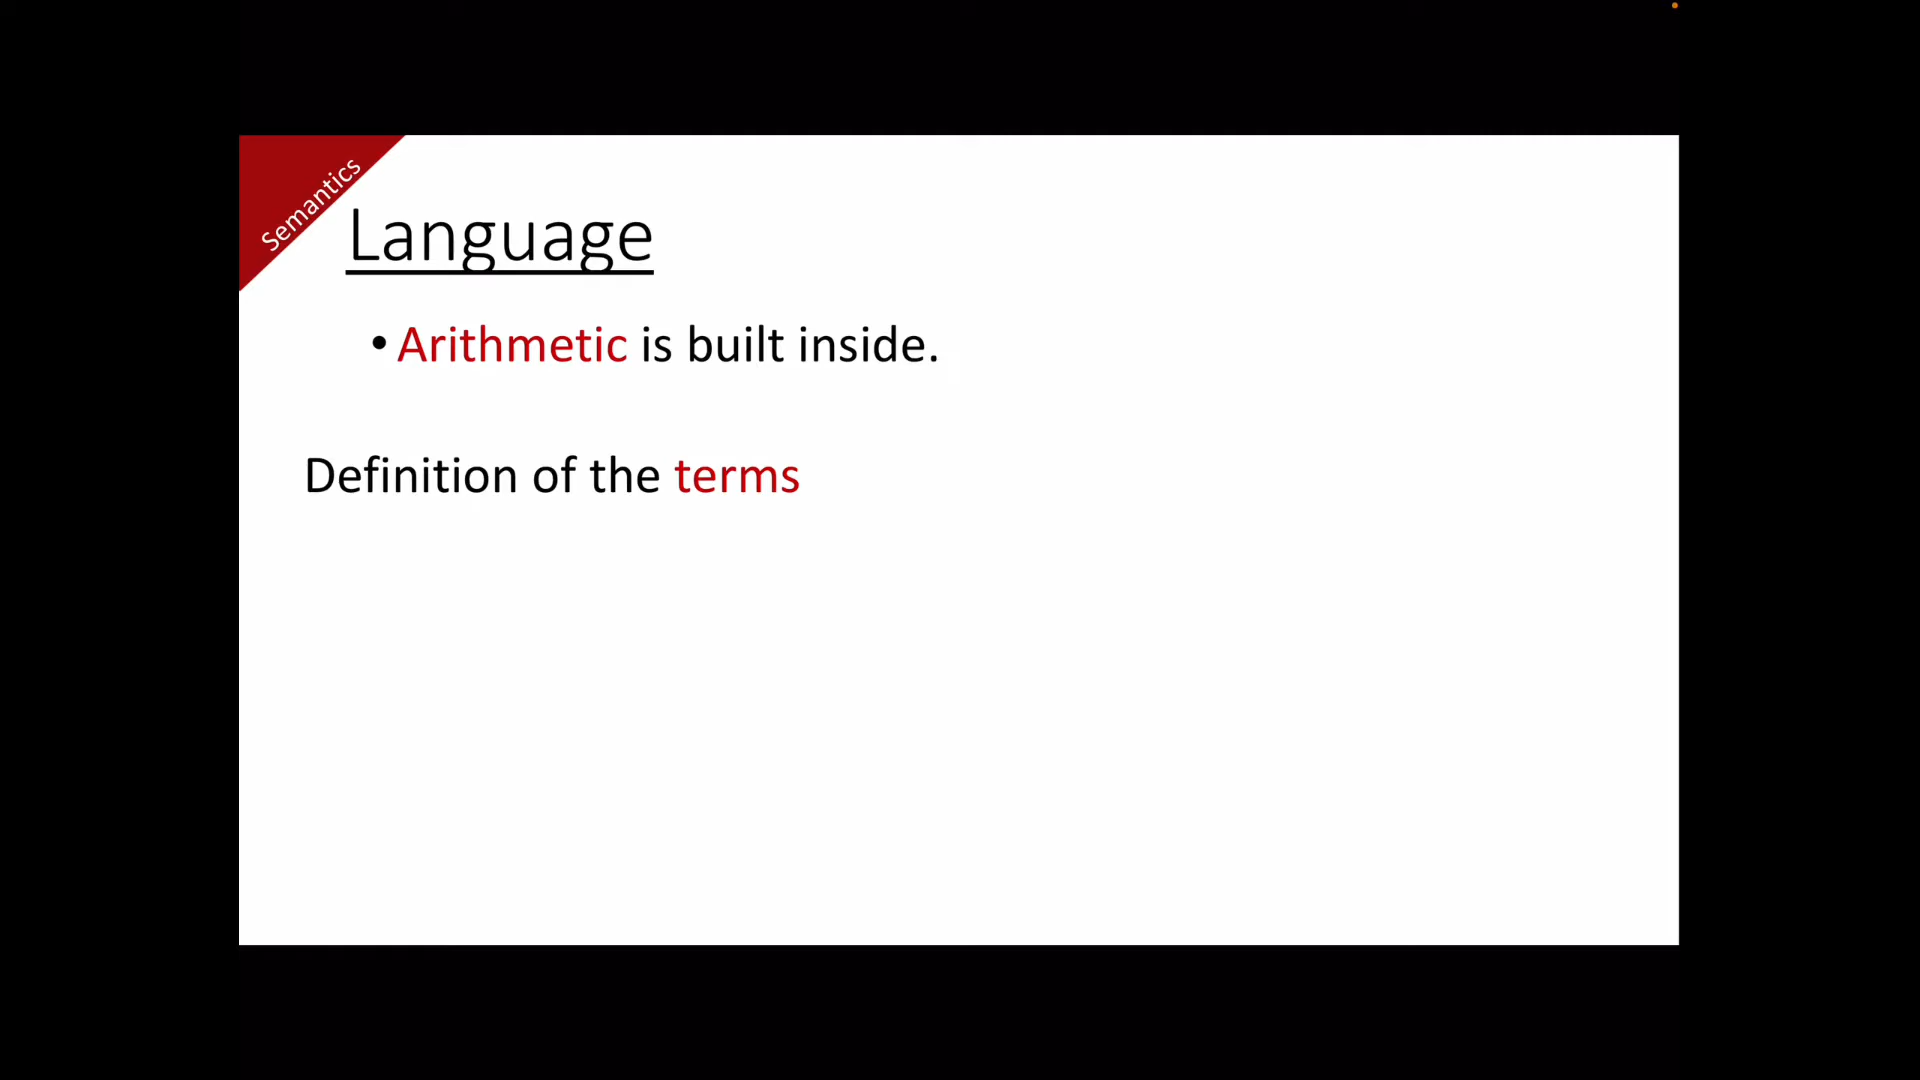 Semantics
Language
• Arithmetic is built inside.
Definition of the terms